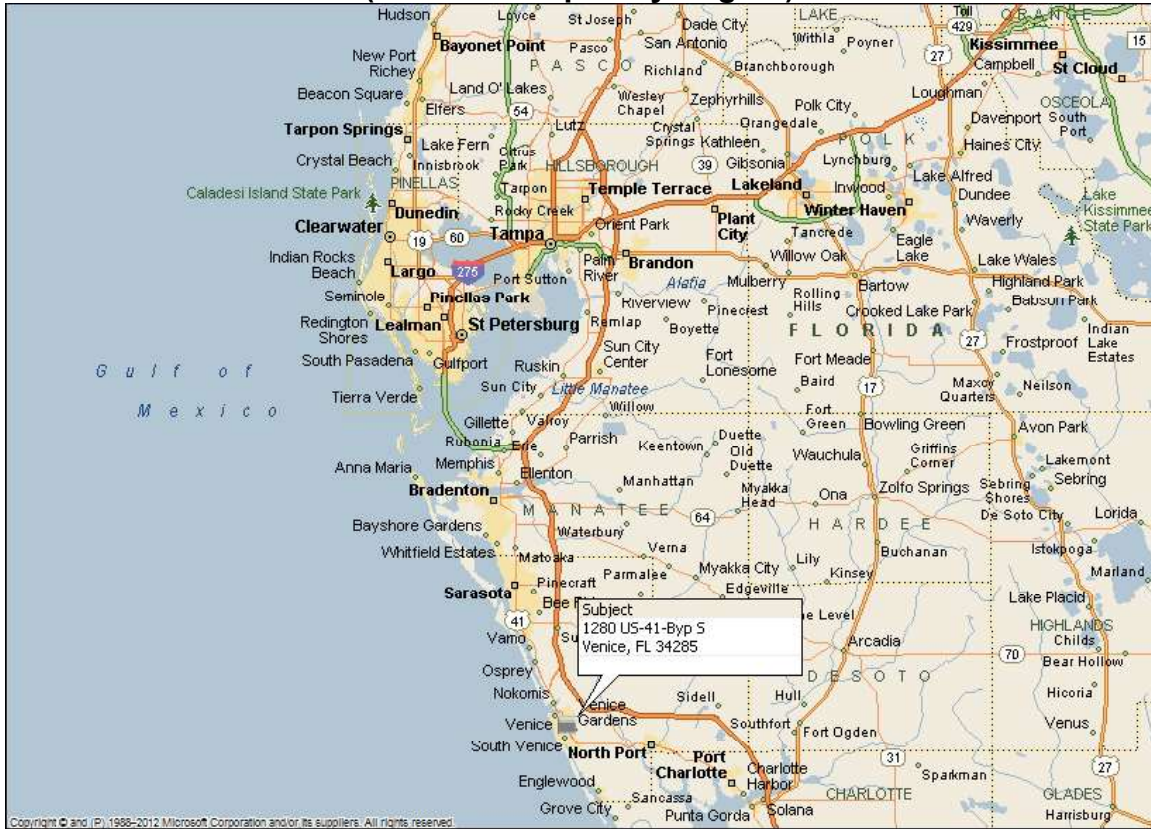 Hudson
Loyce
St Joseph
Dade City
LAKE
Toll
429
ORANGE
Bayonet Point
Pasco
San Antonio
Withla
Poyner
Kissimmee
15
New Port
Richey
PASCO
Richland
Branchborough
27
Campbell
St Cloud
Beacon Square
Land O' Lakes
Elfers
54
Wesley
Chapel
Zephyrhills
Polk City
Loughman
OSCEOLA
Tarpon Springs
Lutz
Crystal
Springs
Kathleen
Orangedale
POLK
Davenport
South
Port
Lake Fern
Citrus
Park
Haines City
Crystal Beach
Innisbrook
HILLSBOROUGH
39
Gibsonia
Lynchburg
Lake Alfred
Caladesi Island State Park
PINELLAS
Tarpon
Temple Terrace
Lakeland
Inwood
Dundee
Lake
Kissimmee
State Park
Dunedin
Rocky Creek
Orient Park
Plant
City
Winter Haven
Waverly
Clearwater
19
60
Tampa
Tancrede
Eagle
Lake
Indian Rocks
Beach
Largo
275
Port Sutton
Palm
River
Brandon
Willow Oak
Lake Wales
Alafia
Mulberry
Bartow
Highland Park
Seminole
Pinellas Park
Riverview
Pinecrest
Rolling
Hills
Crooked Lake Park
Babson Park
Redington
Shores
Lealman
St Petersburg
Remlap
Boyette
FLORIDA
27
Frostproof
Indian
Lake
Estates
South Pasadena
Gulfport
Ruskin
Sun City
Center
Fort
Lonesome
Fort Meade
Gulf of
Mexico
Tierra Verde
Sun City
Little Manatee
Baird
17
Maxcy
Quarters
Neilson
Willow
Gillette
Valroy
Fort
Green
Bowling Green
Avon Park
Rubonia
Erie
Parrish
Keentown
Duette
Old
Duette
Wauchula
Griffins
Corner
Lakemont
Anna Maria
Memphis
Ellenton
Manhattan
Myakka
Head
Ona
Zolfo Springs
Sebring
Shores
Sebring
Bradenton
MANATEE
64
HARDEE
De Soto City
Lorida
Bayshore Gardens
Waterbury
Whitfield Estates
Matoaka
Verna
Lily
Buchanan
Istokpoga
Parmalee
Myakka City
Kinsey
Marland
Sarasota
Pinecraft
Edgeville
Lake Placid
Bee
Subject
1280 US-41-Byp S
Venice, FL 34285
e Level
41
Vamo
Su
Arcadia
HIGHLANDS
Childs
70
Bear Hollow
Osprey
DESOTO
Nokomis
Sidell
Hull
Hicoria
Venice
Venice
Gardens
Southfort
Fort Ogden
Venus
South Venice
North Port
Port
Charlotte
Charlotte
Harbor
31
Sparkman
27
Englewood
CHARLOTTE
GLADES
Grove City
Sancassa
Punta Gorda
Solana
Harrisburg
Copyright © and (P) 1988–2012 Microsoft Corporation and/or its suppliers. All rights reserved.